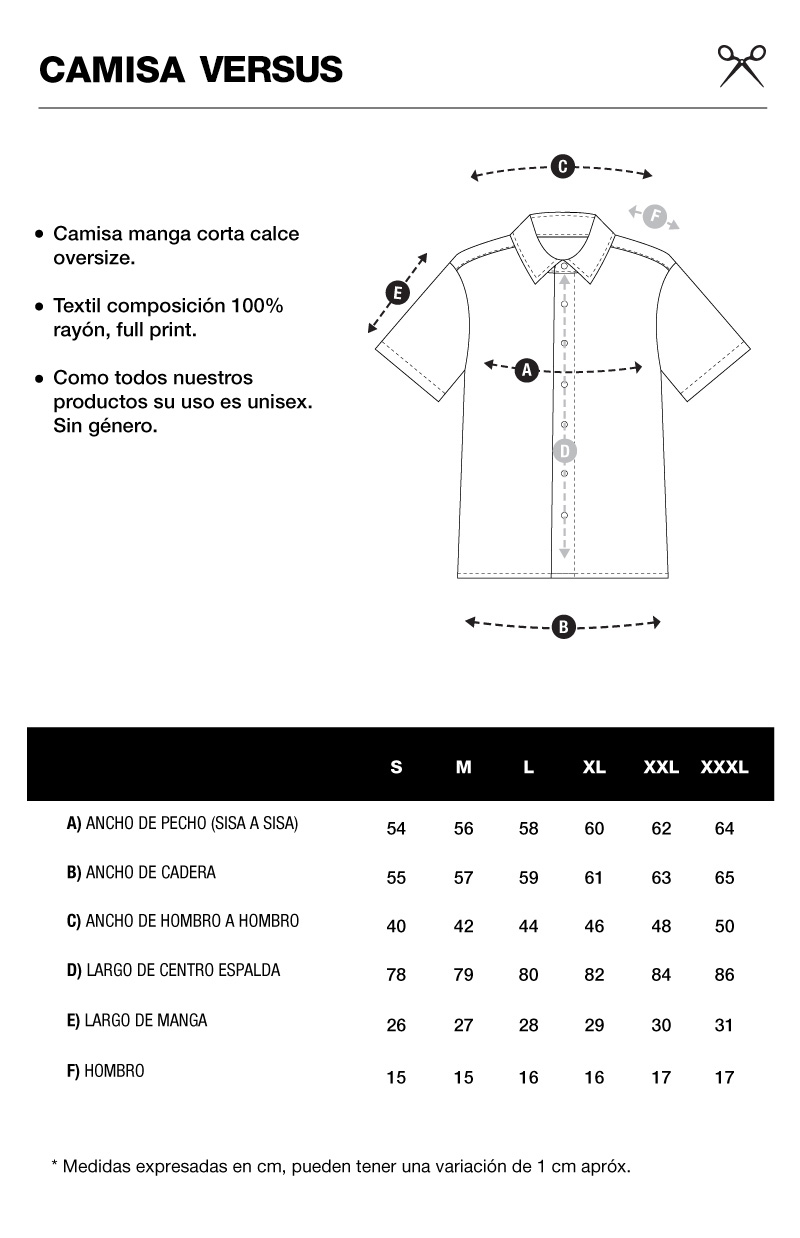 CAMISA VERSUS
• Camisa manga corta calce
oversize.
• Textil composición 100%
rayón, full print.
• Como todos nuestros
productos su uso es unisex.
Sin género.
C
F
E
A
D
B
S M L XL XXL XXXL
A) ANCHO DE PECHO (SISA A SISA) 54 56 58 60 62 64
B) ANCHO DE CADERA 55 57 59 61 63 65
C) ANCHO DE HOMBRO A HOMBRO 40 42 44 46 48 50
D) LARGO DE CENTRO ESPALDA 78 79 80 82 84 86
E) LARGO DE MANGA 26 27 28 29 30 31
F) HOMBRO 15 15 16 16 17 17
* Medidas expresadas en cm, pueden tener una variación de 1 cm apróx.